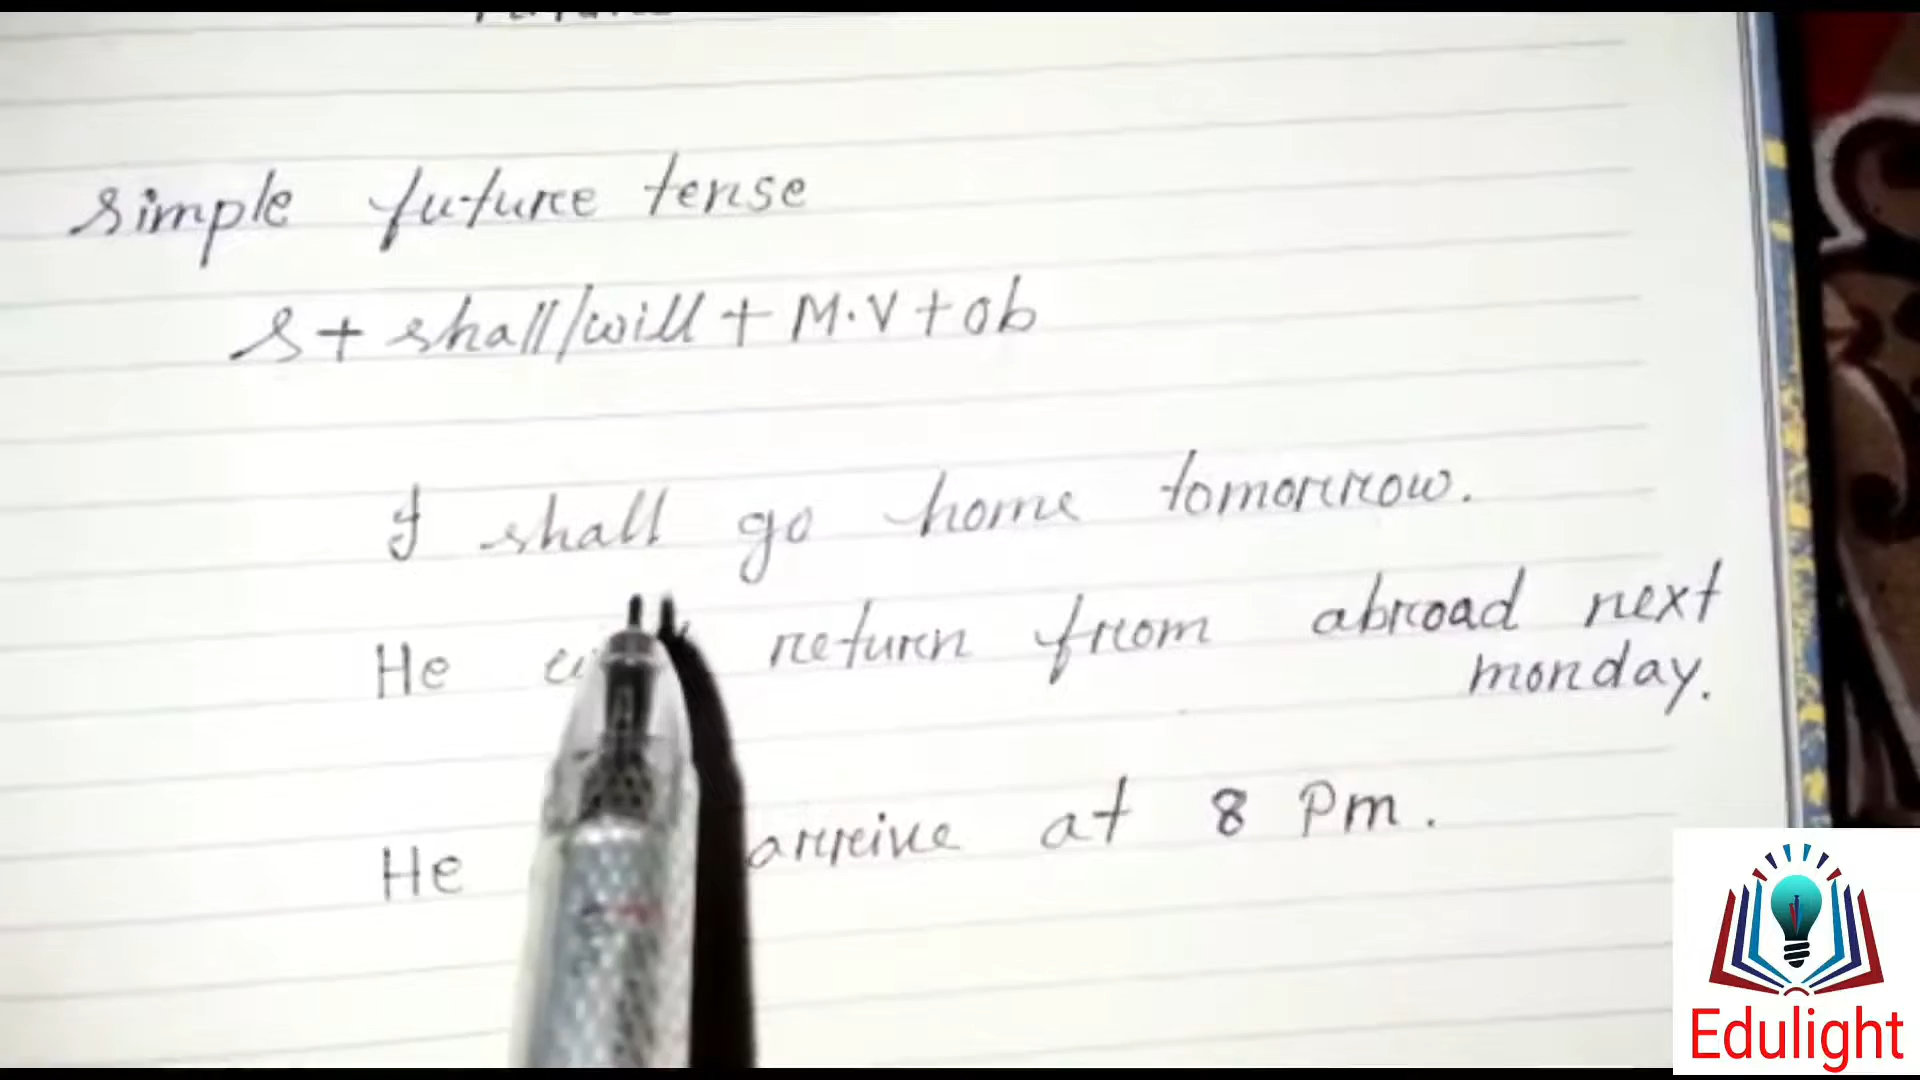 simple future tense
S + shall/will + M.V + ob
I shall go home tomorrow.
He return from abroad next
monday.
He arrive at 8 Pm.
Edulight